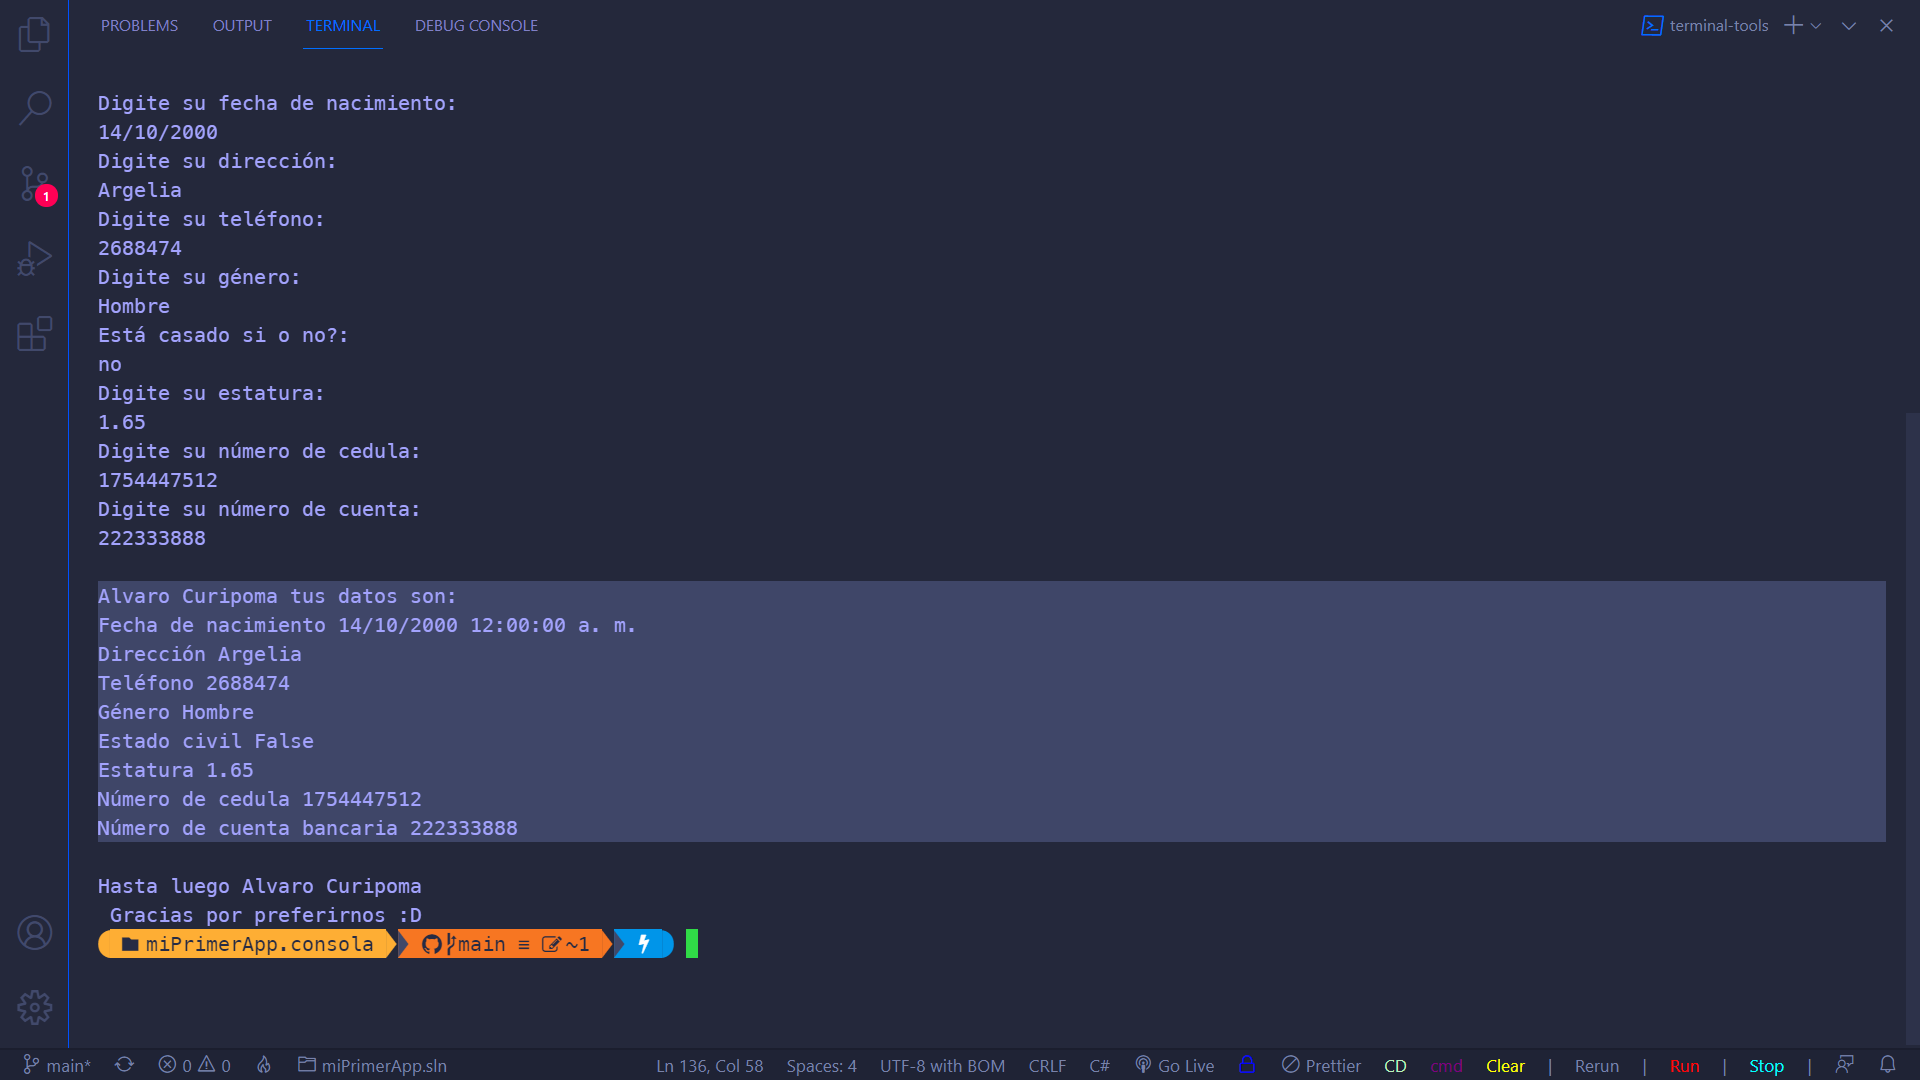 PROBLEMS OUTPUT TERMINAL DEBUG CONSOLE terminal-tools
Digite su fecha de nacimiento:
14/10/2000
Digite su dirección:
Argelia
Digite su teléfono:
2688474
Digite su género:
Hombre
Está casado si o no?:
no
Digite su estatura:
1.65
Digite su número de cedula:
1754447512
Digite su número de cuenta:
222333888
Alvaro Curipoma tus datos son:
Fecha de nacimiento 14/10/2000 12:00:00 a. m.
Dirección Argelia
Teléfono 2688474
Género Hombre
Estado civil False
Estatura 1.65
Número de cedula 1754447512
Número de cuenta bancaria 222333888
Hasta luego Alvaro Curipoma
Gracias por preferirnos :D
miPrimerApp.consola main ≡ ~1
1
main* 0 0 miPrimerApp.sln Ln 136, Col 58 Spaces: 4 UTF-8 with BOM CRLF C# Go Live Prettier CD cmd Clear | Rerun | Run | Stop |